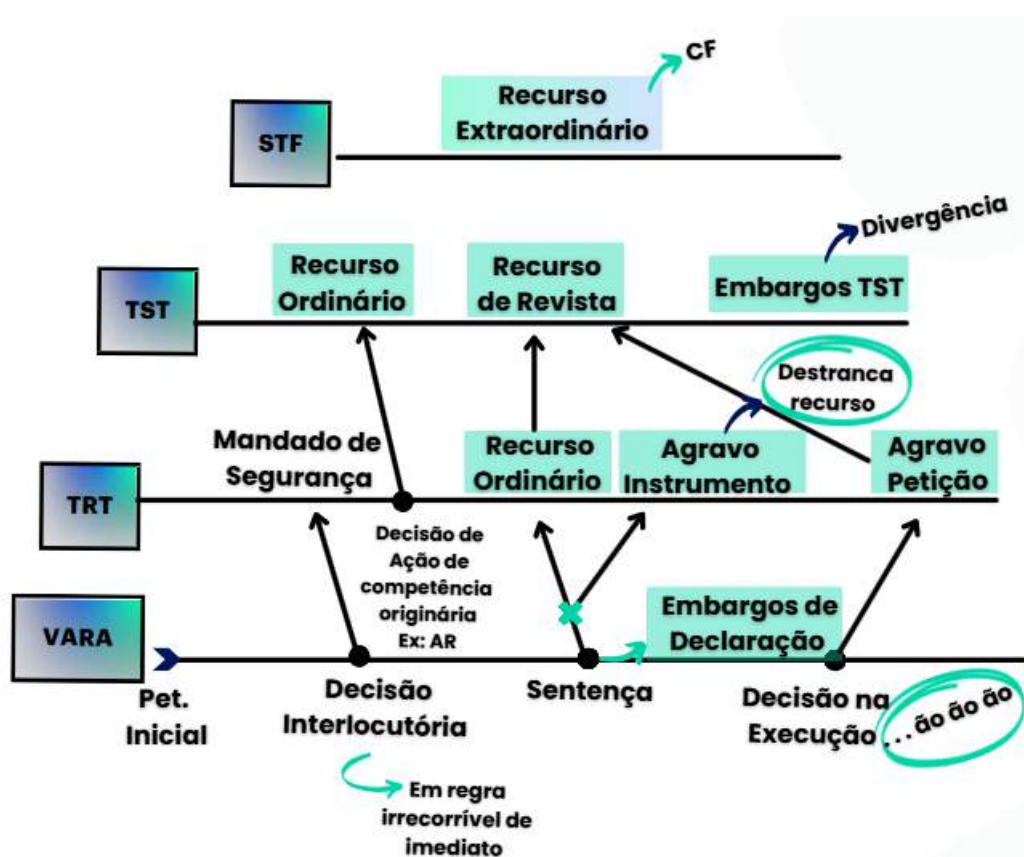 CF
Recurso
Extraordinário
STF
Divergência
Recurso
Ordinário
Recurso
de Revista
Embargos TST
TST
Destranca
recurso
Mandado de
Segurança
Recurso
Ordinário
Agravo
Instrumento
Agravo
Petição
TRT
Decisão de
Ação de
competência
originária
Ex: AR
Embargos de
Declaração
VARA
Pet.
Inicial
Decisão
Interlocutória
Sentença
Decisão na
Execução ...ão ão ão
Em regra
irrecorrível de
imediato